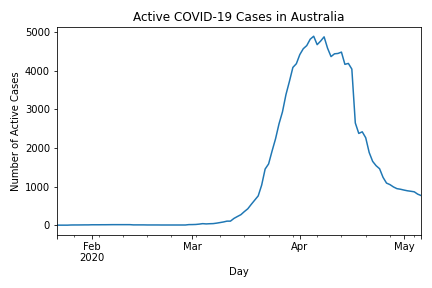 Active COVID-19 Cases in Australia
5000
4000
3000
2000
1000
0
Number of Active Cases
Feb
2020
Mar
Apr
May
Day